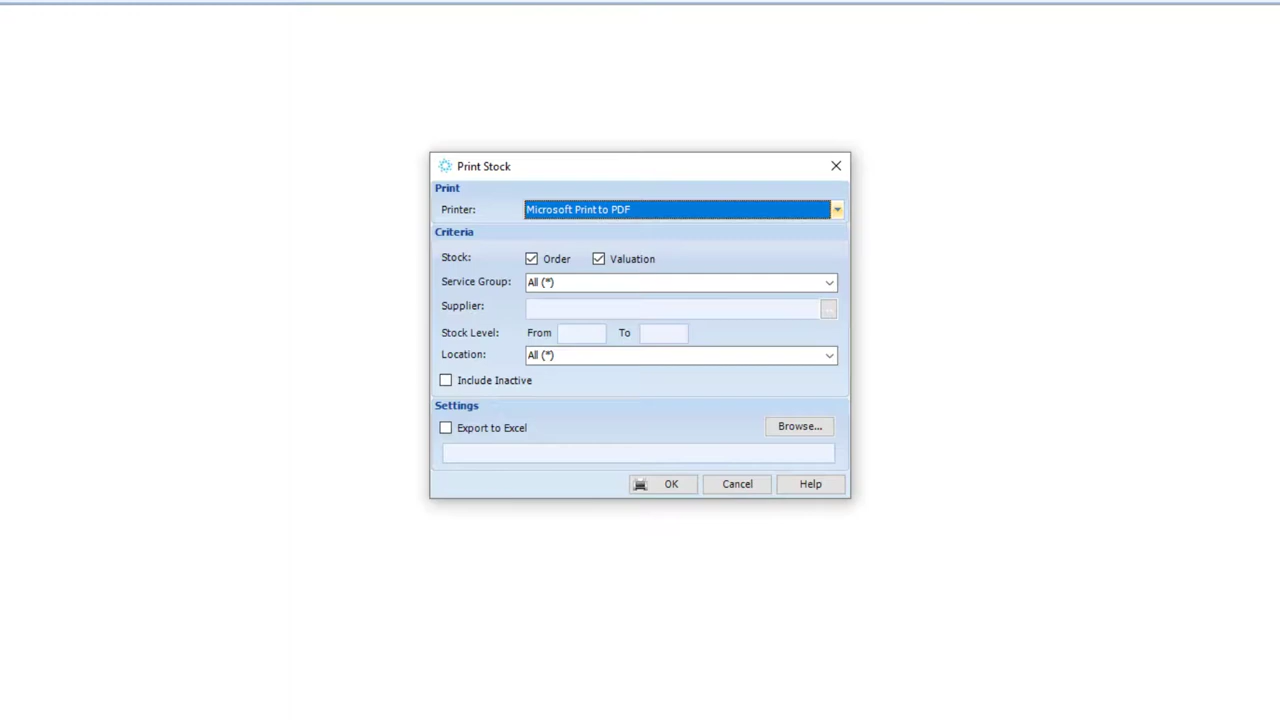 Print Stock
Print
Printer: Microsoft Print to PDF
Criteria
Stock: Order Valuation
Service Group: All (*)
Supplier: ...
Stock Level: From To
Location: All (*)
Include Inactive
Settings
Export to Excel Browse...
OK Cancel Help